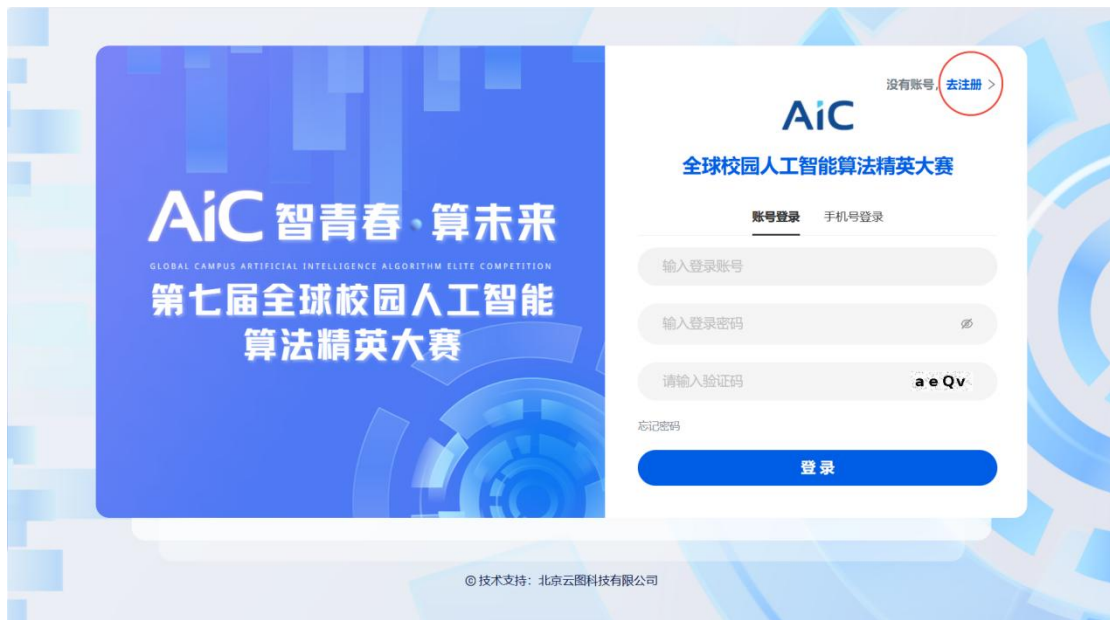 AiC 智青春·算未来
GLOBAL CAMPUS ARTIFICIAL INTELLIGENCE ALGORITHM ELITE COMPETITION
第七届全球校园人工智能
算法精英大赛
没有账号,去注册 >
AiC
全球校园人工智能算法精英大赛
账号登录 手机号登录
输入登录账号
输入登录密码
请输入验证码 aeQv
忘记密码
登录
©技术支持：北京云图科技有限公司